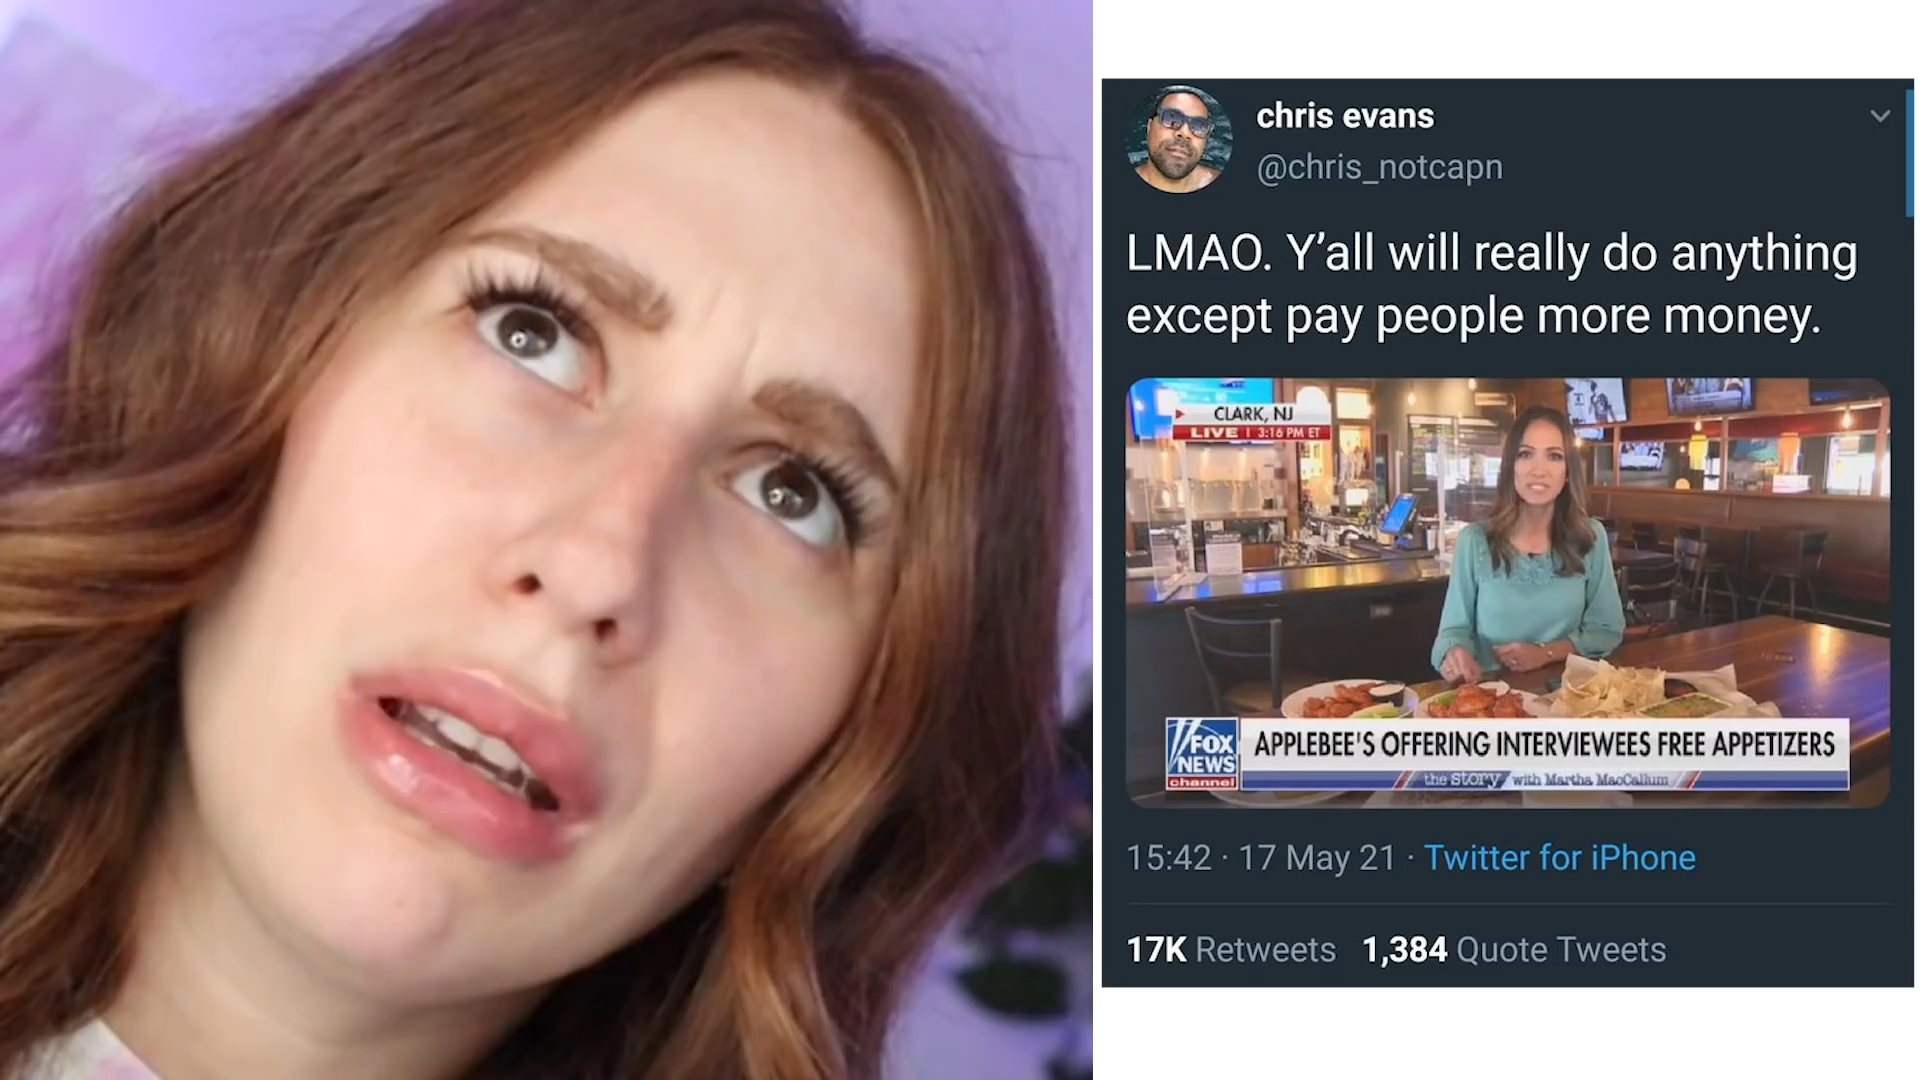 chris evans
@chris_notcapn
LMAO. Y’all will really do anything
except pay people more money.
CLARK, NJ
LIVE | 3:16 PM ET
FOX
NEWS
channel
APPLEBEE'S OFFERING INTERVIEWEES FREE APPETIZERS
the story with Martha MacCallum
15:42 · 17 May 21 · Twitter for iPhone
17K Retweets 1,384 Quote Tweets